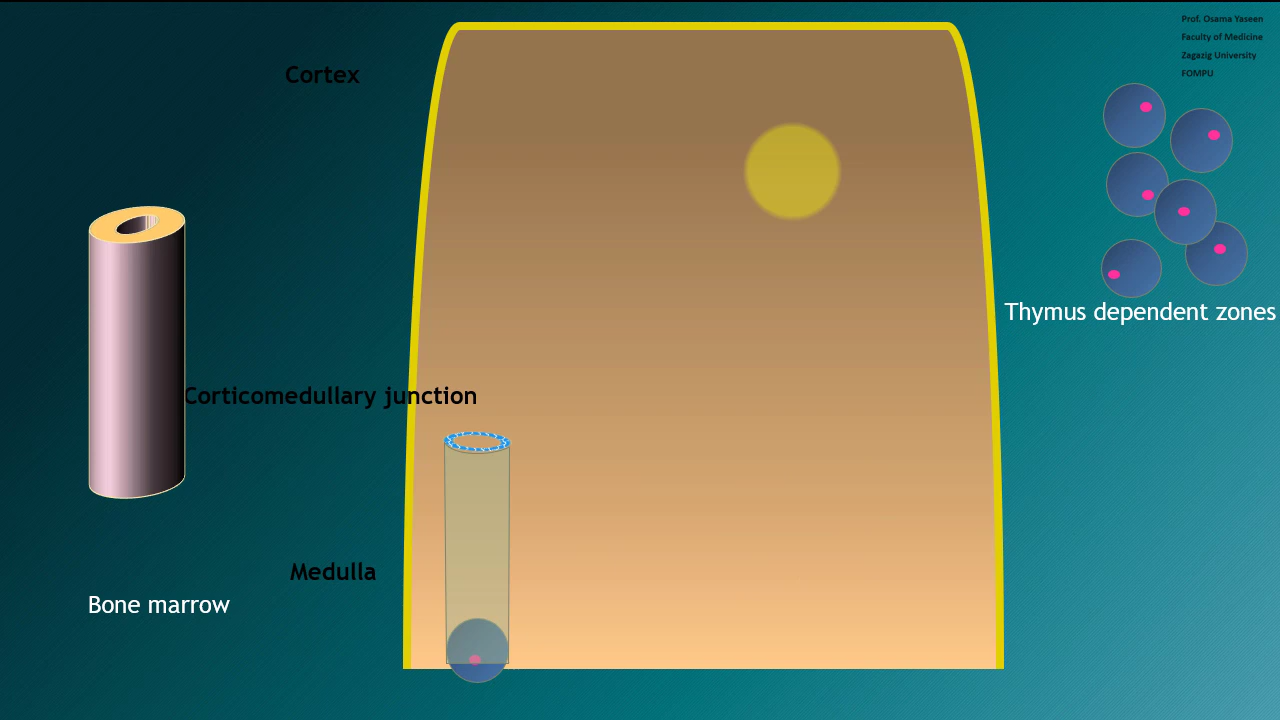 Prof. Osama Yaseen
Faculty of Medicine
Zagazig University
FOMPU
Cortex
Thymus dependent zones
Corticomedullary junction
Medulla
Bone marrow